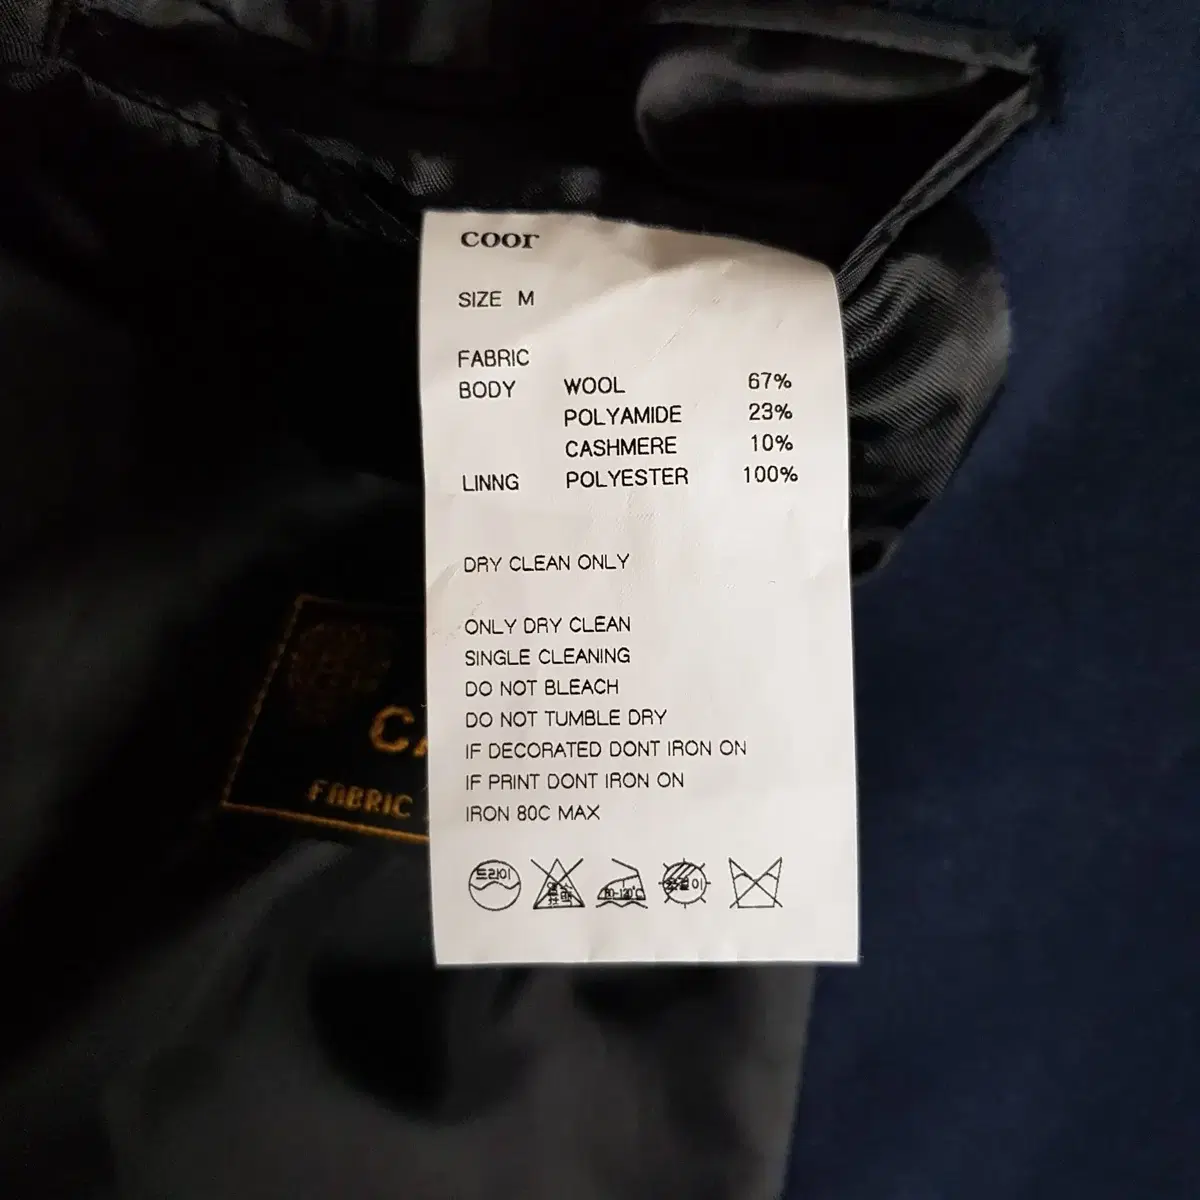 coor
SIZE M
FABRIC
BODY WOOL 67%
POLYAMIDE 23%
CASHMERE 10%
LINNG POLYESTER 100%
DRY CLEAN ONLY
ONLY DRY CLEAN
SINGLE CLEANING
DO NOT BLEACH
DO NOT TUMBLE DRY
IF DECORATED DONT IRON ON
IF PRINT DONT IRON ON
IRON 80C MAX
드라이
FABRIC